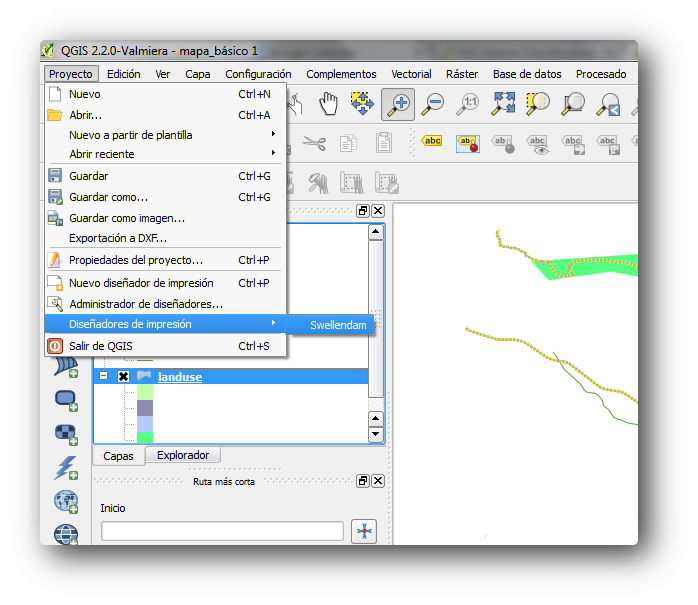 QGIS 2.2.0-Valmiera - mapa_básico 1
Proyecto Edición Ver Capa Configuración Complementos Vectorial Ráster Base de datos Procesado
Nuevo Ctrl+N
Abrir... Ctrl+A
Nuevo a partir de plantilla
Abrir reciente
Guardar Ctrl+G
Guardar como... Ctrl+G
Guardar como imagen...
Exportación a DXF...
Propiedades del proyecto... Ctrl+P
Nuevo diseñador de impresión Ctrl+P
Administrador de diseñadores...
Diseñadores de impresión Swellendam
Salir de QGIS Ctrl+S
1:1
abc
landuse
Capas Explorador
Ruta más corta
Inicio